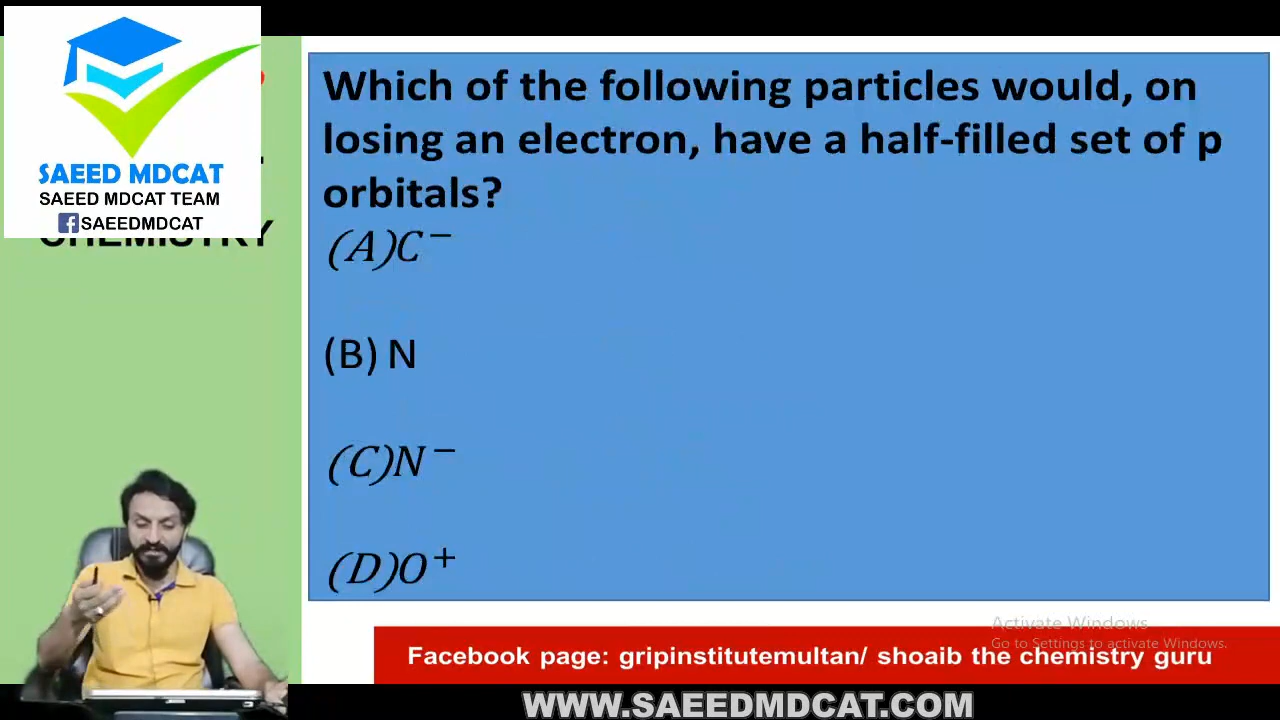 SAEED MDCAT
SAEED MDCAT TEAM
SAEEDMDCAT
CHEMISTRY
Which of the following particles would, on
losing an electron, have a half-filled set of p
orbitals?
(A)C⁻
(B) N
(C)N⁻
(D)O⁺
Activate Windows
Go to Settings to activate Windows.
Facebook page: gripinstitutemultan/ shoaib the chemistry guru
WWW.SAEEDMDCAT.COM